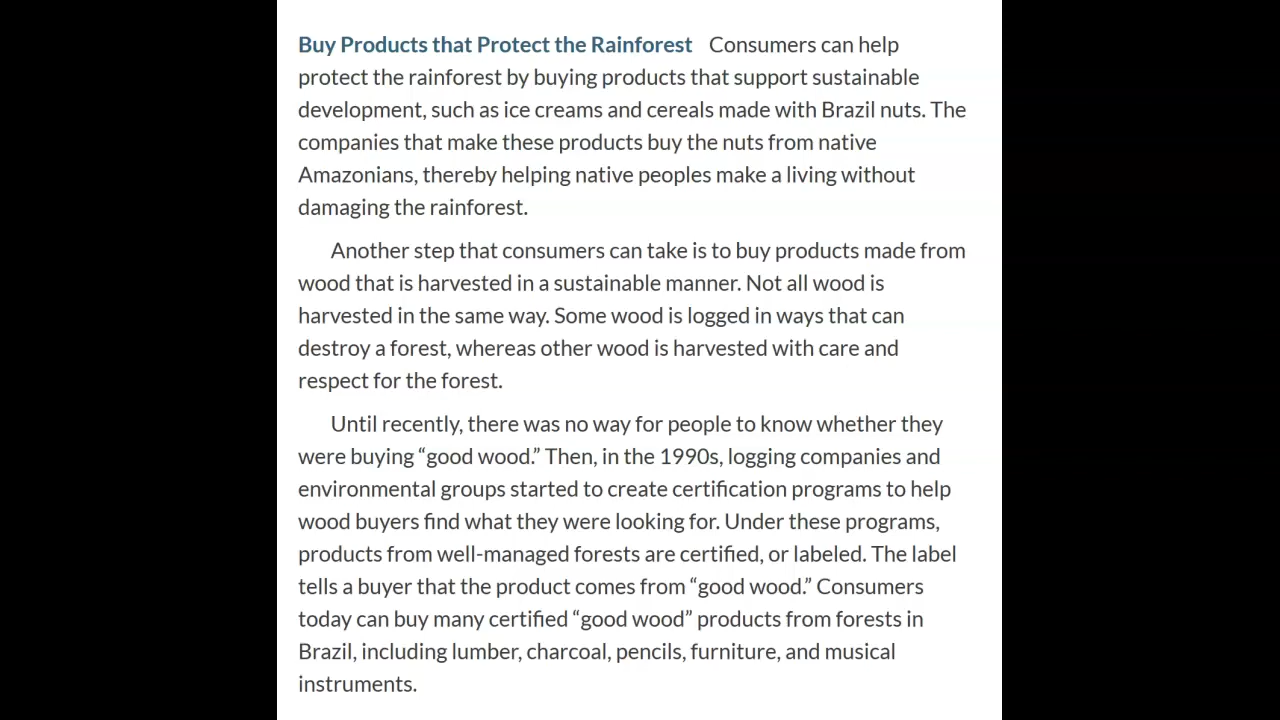 Buy Products that Protect the Rainforest Consumers can help
protect the rainforest by buying products that support sustainable
development, such as ice creams and cereals made with Brazil nuts. The
companies that make these products buy the nuts from native
Amazonians, thereby helping native peoples make a living without
damaging the rainforest.
Another step that consumers can take is to buy products made from
wood that is harvested in a sustainable manner. Not all wood is
harvested in the same way. Some wood is logged in ways that can
destroy a forest, whereas other wood is harvested with care and
respect for the forest.
Until recently, there was no way for people to know whether they
were buying “good wood.” Then, in the 1990s, logging companies and
environmental groups started to create certification programs to help
wood buyers find what they were looking for. Under these programs,
products from well-managed forests are certified, or labeled. The label
tells a buyer that the product comes from “good wood.” Consumers
today can buy many certified “good wood” products from forests in
Brazil, including lumber, charcoal, pencils, furniture, and musical
instruments.